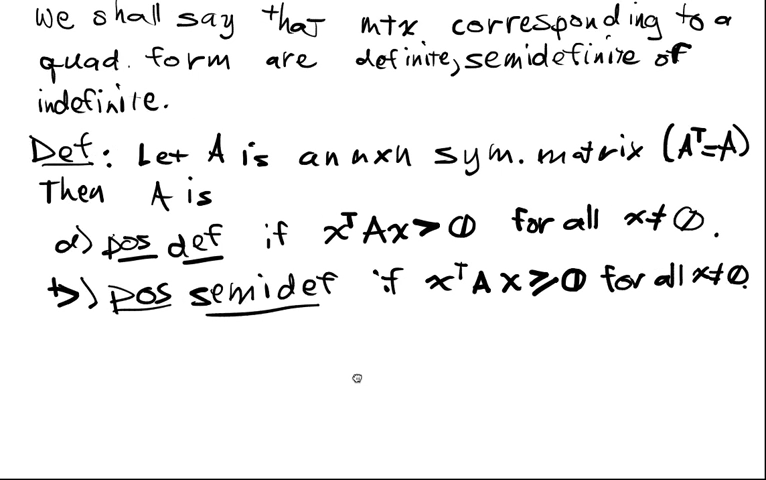 we shall say that mtx corresponding to a
quad. form are definite, semidefinite of
indefinite.
Def: Let A is an nxn sym. matrix (Aᵀ=A)
Then A is
a) pos def if xᵀAx > 0 for all x≠0.
b) pos semidef if xᵀAx ≥ 0 for all x≠0